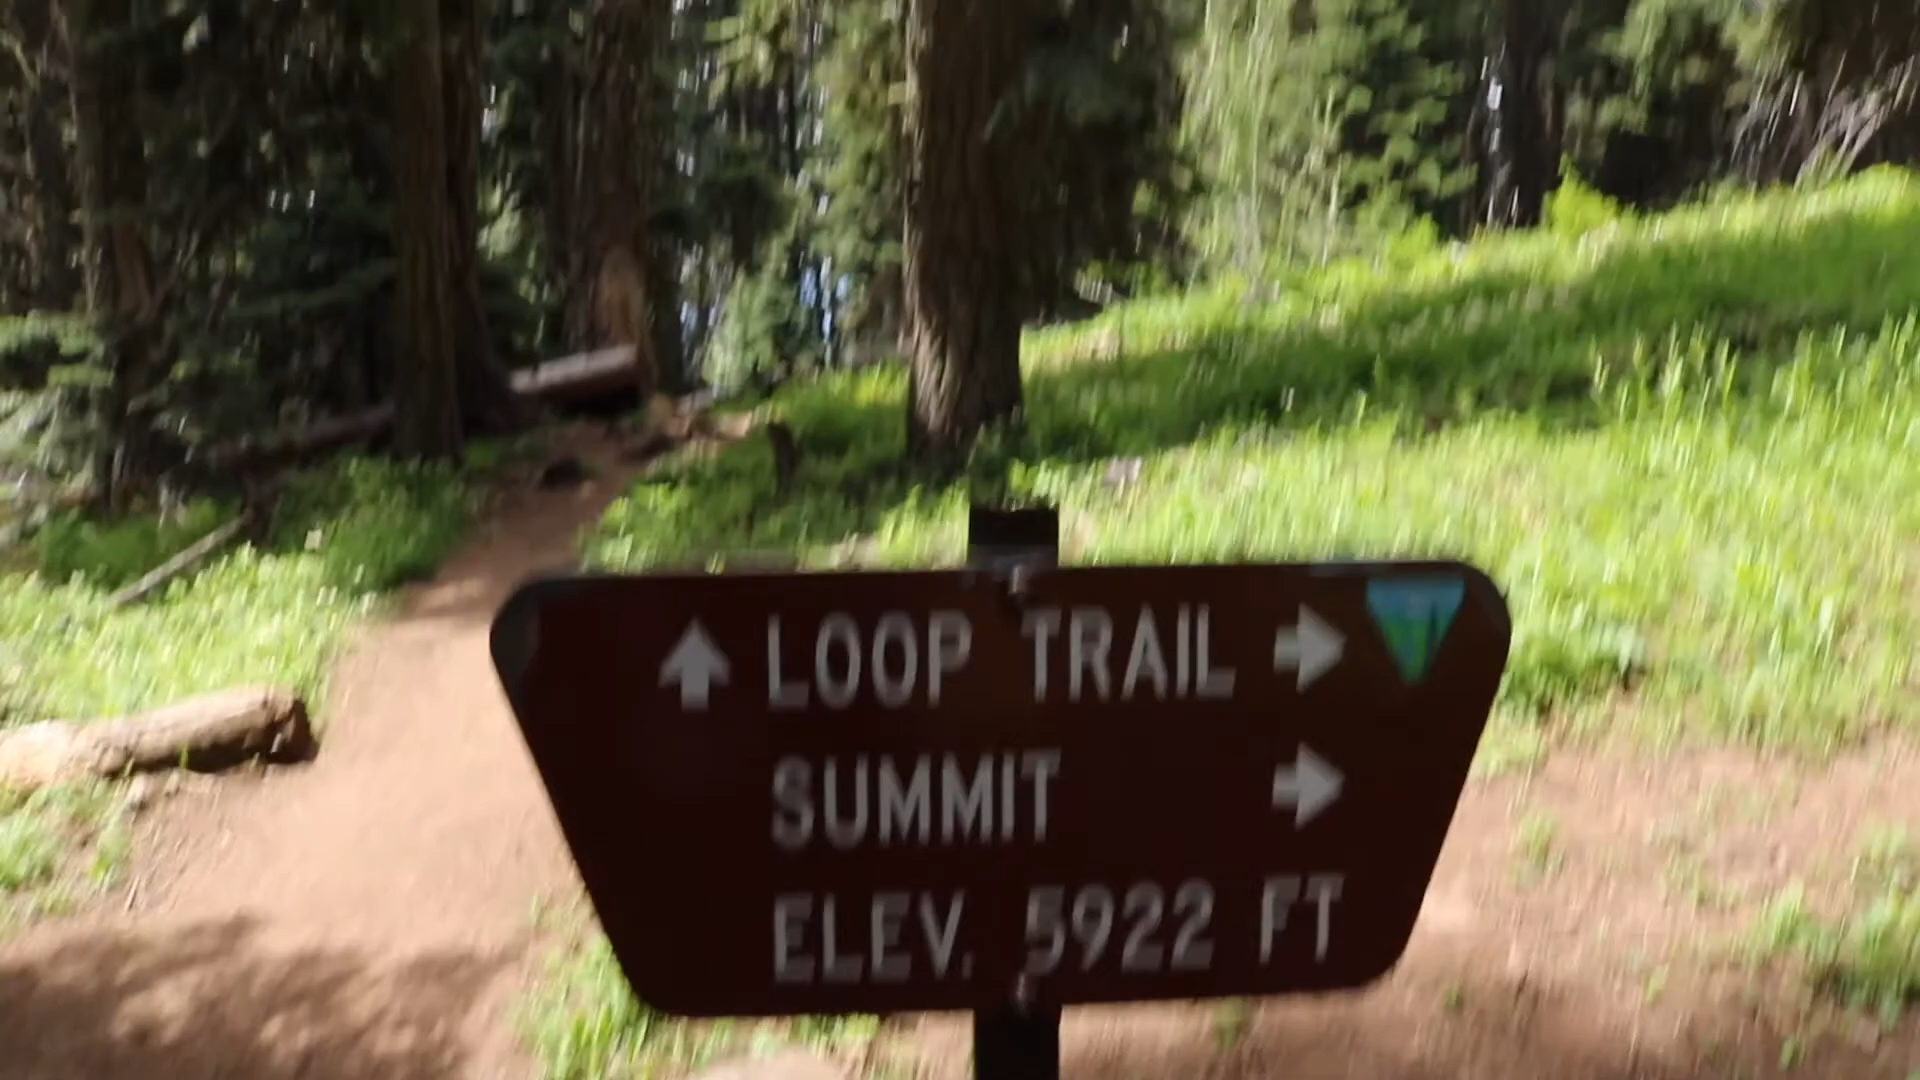 ↑ LOOP TRAIL →
SUMMIT →
ELEV. 5922 FT